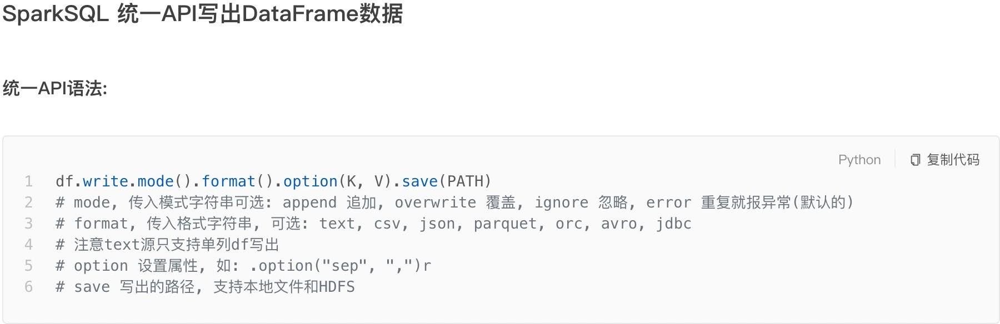 SparkSQL 统一API写出DataFrame数据
统一API语法:
Python 复制代码
1 df.write.mode().format().option(K, V).save(PATH)
2 # mode, 传入模式字符串可选: append 追加, overwrite 覆盖, ignore 忽略, error 重复就报异常(默认的)
3 # format, 传入格式字符串, 可选: text, csv, json, parquet, orc, avro, jdbc
4 # 注意text源只支持单列df写出
5 # option 设置属性, 如: .option("sep", ",")r
6 # save 写出的路径, 支持本地文件和HDFS